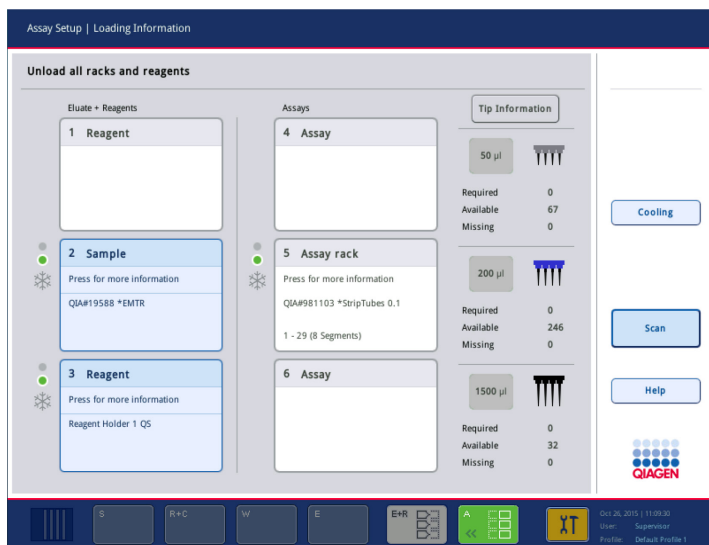 Assay Setup | Loading Information
Unload all racks and reagents
Eluate + Reagents
1 Reagent
2 Sample
Press for more information
QIA#19588 *EMTR
3 Reagent
Press for more information
Reagent Holder 1 QS
Assays
4 Assay
5 Assay rack
Press for more information
QIA#981103 *StripTubes 0.1
1 - 29 (8 Segments)
6 Assay
Tip Information
50 µl
Required 0
Available 67
Missing 0
200 µl
Required 0
Available 246
Missing 0
1500 µl
Required 0
Available 32
Missing 0
Cooling
Scan
Help
QIAGEN
S
R+C
W
E
E+R
A
Oct 26, 2015 | 11:09:30
User: Supervisor
Profile: Default Profile 1